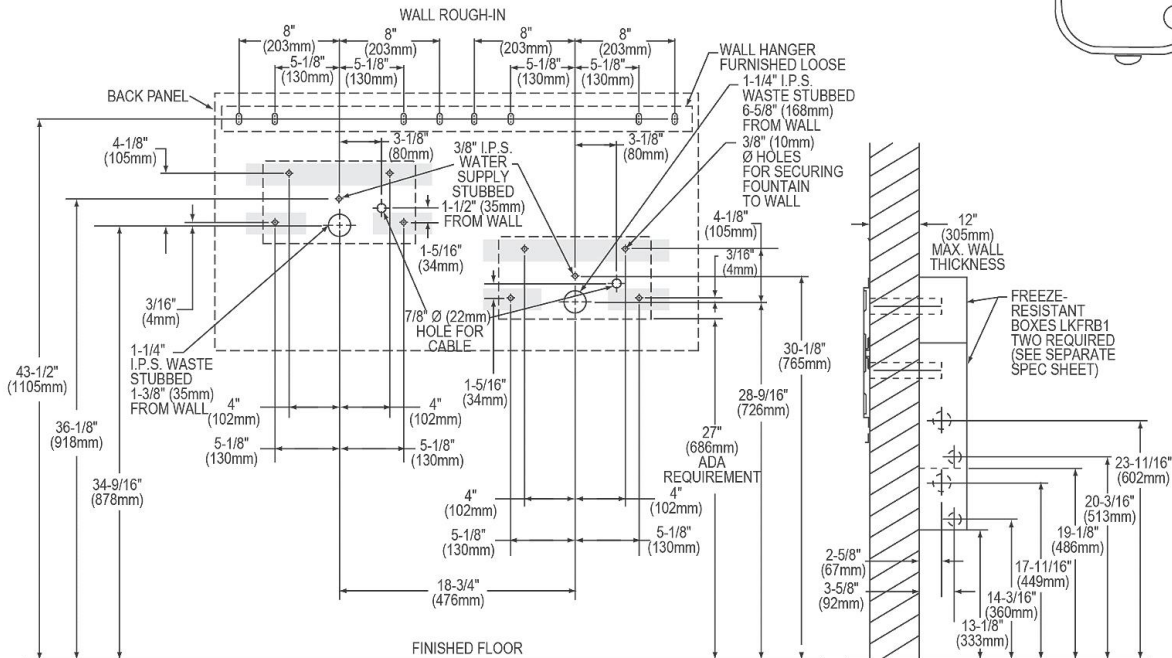 WALL ROUGH-IN
8"
(203mm)
8"
(203mm)
8"
(203mm)
8"
(203mm)
5-1/8"
(130mm)
5-1/8"
(130mm)
5-1/8"
(130mm)
5-1/8"
(130mm)
WALL HANGER
FURNISHED LOOSE
BACK PANEL
1-1/4" I.P.S.
WASTE STUBBED
6-5/8" (168mm)
FROM WALL
4-1/8"
(105mm)
3-1/8"
(80mm)
3/8" I.P.S.
WATER
SUPPLY
STUBBED
1-1/2" (35mm)
FROM WALL
3-1/8"
(80mm)
3/8" (10mm)
Ø HOLES
FOR SECURING
FOUNTAIN
TO WALL
4-1/8"
(105mm)
12"
(305mm)
MAX. WALL
THICKNESS
1-5/16"
(34mm)
3/16"
(4mm)
3/16"
(4mm)
7/8" Ø (22mm)
HOLE FOR
CABLE
FREEZE-
RESISTANT
BOXES LKFRB1
TWO REQUIRED
(SEE SEPARATE
SPEC SHEET)
1-1/4"
I.P.S. WASTE
STUBBED
1-3/8" (35mm)
FROM WALL
43-1/2"
(1105mm)
30-1/8"
(765mm)
1-5/16"
(34mm)
28-9/16"
(726mm)
4"
(102mm)
4"
(102mm)
36-1/8"
(918mm)
27"
(686mm)
ADA
REQUIREMENT
5-1/8"
(130mm)
5-1/8"
(130mm)
23-11/16"
(602mm)
34-9/16"
(878mm)
4"
(102mm)
4"
(102mm)
20-3/16"
(513mm)
19-1/8"
(486mm)
5-1/8"
(130mm)
5-1/8"
(130mm)
2-5/8"
(67mm)
17-11/16"
(449mm)
18-3/4"
(476mm)
3-5/8"
(92mm)
14-3/16"
(360mm)
13-1/8"
(333mm)
FINISHED FLOOR